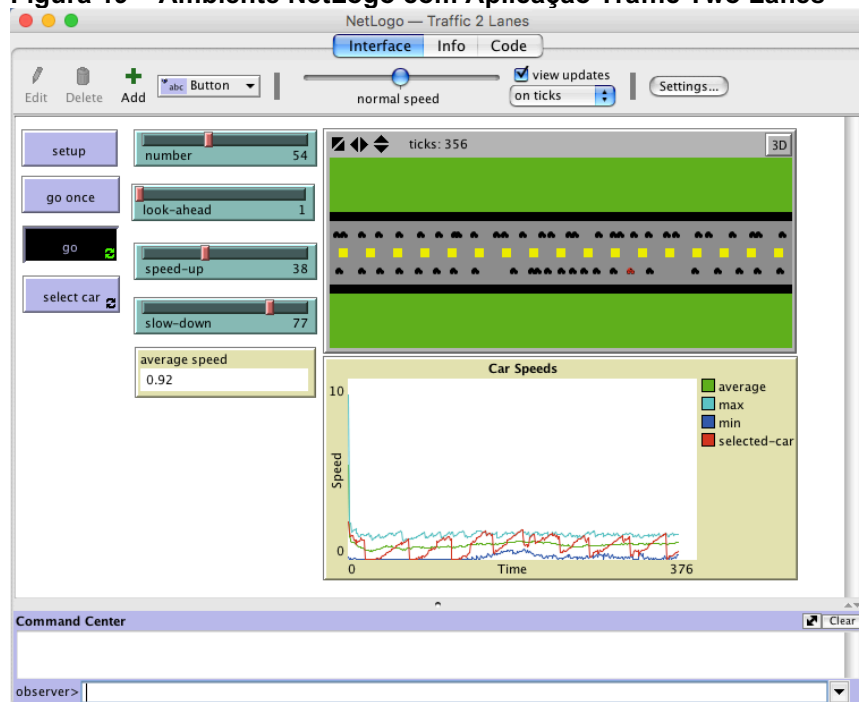 Figura 19 – Ambiente NetLogo com Aplicação Traffic Two Lanes
NetLogo — Traffic 2 Lanes
Interface Info Code
Edit Delete Add abc Button normal speed view updates on ticks Settings...
setup
go once
go
select car
number 54
look-ahead 1
speed-up 38
slow-down 77
average speed
0.92
ticks: 356 3D
Car Speeds
10
Speed
0
0 Time 376
average
max
min
selected-car
Command Center Clear
observer>